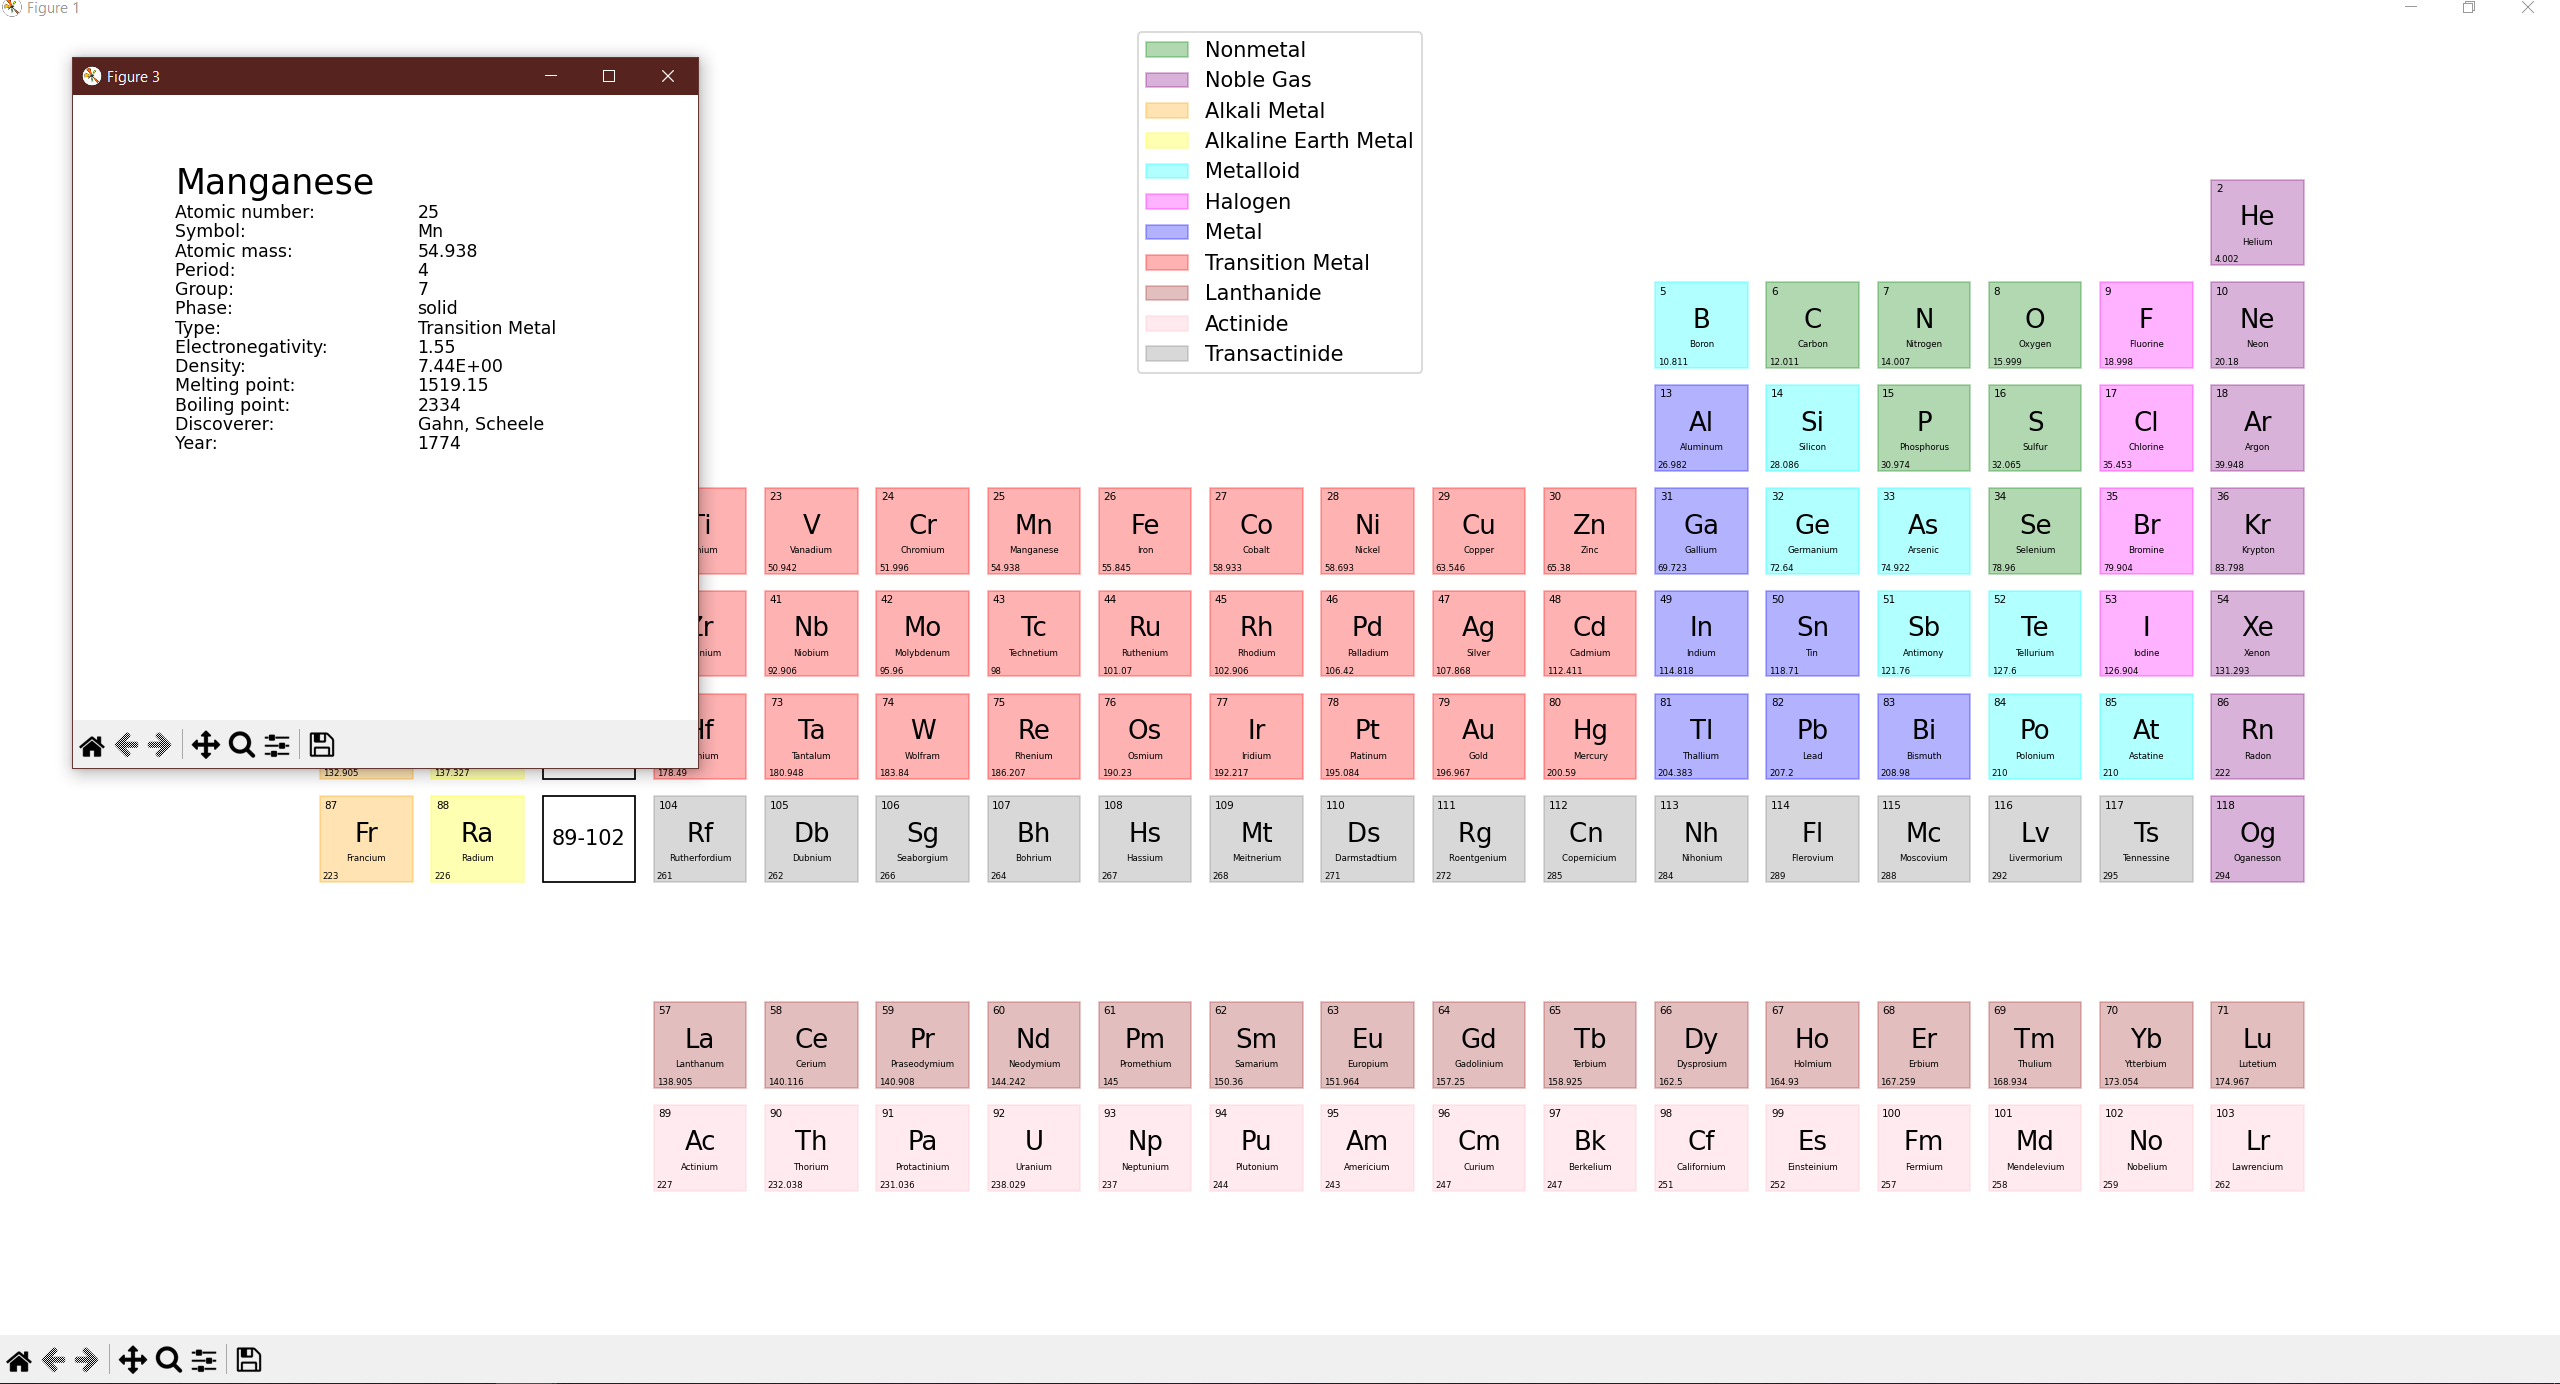 Figure 1
Figure 3
Manganese
Atomic number: 25
Symbol: Mn
Atomic mass: 54.938
Period: 4
Group: 7
Phase: solid
Type: Transition Metal
Electronegativity: 1.55
Density: 7.44E+00
Melting point: 1519.15
Boiling point: 2334
Discoverer: Gahn, Scheele
Year: 1774
Nonmetal
Noble Gas
Alkali Metal
Alkaline Earth Metal
Metalloid
Halogen
Metal
Transition Metal
Lanthanide
Actinide
Transactinide
2
He
Helium
4.002
5 6 7 8 9 10
B C N O F Ne
Boron Carbon Nitrogen Oxygen Fluorine Neon
10.811 12.011 14.007 15.999 18.998 20.18
13 14 15 16 17 18
Al Si P S Cl Ar
Aluminum Silicon Phosphorus Sulfur Chlorine Argon
26.982 28.086 30.974 32.065 35.453 39.948
23 24 25 26 27 28 29 30 31 32 33 34 35 36
V Cr Mn Fe Co Ni Cu Zn Ga Ge As Se Br Kr
Vanadium Chromium Manganese Iron Cobalt Nickel Copper Zinc Gallium Germanium Arsenic Selenium Bromine Krypton
50.942 51.996 54.938 55.845 58.933 58.693 63.546 65.38 69.723 72.64 74.922 78.96 79.904 83.798
41 42 43 44 45 46 47 48 49 50 51 52 53 54
Nb Mo Tc Ru Rh Pd Ag Cd In Sn Sb Te I Xe
Niobium Molybdenum Technetium Ruthenium Rhodium Palladium Silver Cadmium Indium Tin Antimony Tellurium Iodine Xenon
92.906 95.96 98 101.07 102.906 106.42 107.868 112.411 114.818 118.71 121.76 127.6 126.904 131.293
73 74 75 76 77 78 79 80 81 82 83 84 85 86
Ta W Re Os Ir Pt Au Hg Tl Pb Bi Po At Rn
Tantalum Wolfram Rhenium Osmium Iridium Platinum Gold Mercury Thallium Lead Bismuth Polonium Astatine Radon
132.905 137.327 178.49 180.948 183.84 186.207 190.23 192.217 195.084 196.967 200.59 204.383 207.2 208.98 210 210 222
87 88 104 105 106 107 108 109 110 111 112 113 114 115 116 117 118
Fr Ra 89-102 Rf Db Sg Bh Hs Mt Ds Rg Cn Nh Fl Mc Lv Ts Og
Francium Radium Rutherfordium Dubnium Seaborgium Bohrium Hassium Meitnerium Darmstadtium Roentgenium Copernicium Nihonium Flerovium Moscovium Livermorium Tennessine Oganesson
223 226 261 262 266 264 267 268 271 272 285 284 289 288 292 295 294
57 58 59 60 61 62 63 64 65 66 67 68 69 70 71
La Ce Pr Nd Pm Sm Eu Gd Tb Dy Ho Er Tm Yb Lu
Lanthanum Cerium Praseodymium Neodymium Promethium Samarium Europium Gadolinium Terbium Dysprosium Holmium Erbium Thulium Ytterbium Lutetium
138.905 140.116 140.908 144.242 145 150.36 151.964 157.25 158.925 162.5 164.93 167.259 168.934 173.054 174.967
89 90 91 92 93 94 95 96 97 98 99 100 101 102 103
Ac Th Pa U Np Pu Am Cm Bk Cf Es Fm Md No Lr
Actinium Thorium Protactinium Uranium Neptunium Plutonium Americium Curium Berkelium Californium Einsteinium Fermium Mendelevium Nobelium Lawrencium
227 232.038 231.036 238.029 237 244 243 247 247 251 252 257 258 259 262